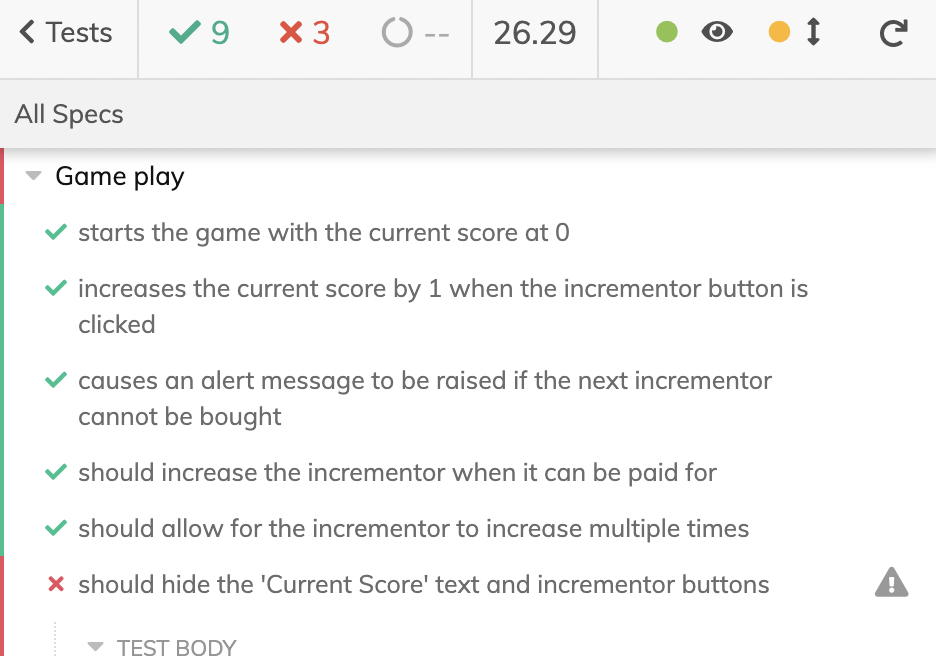 Tests 9 3 -- 26.29
All Specs
Game play
starts the game with the current score at 0
increases the current score by 1 when the incrementor button is
clicked
causes an alert message to be raised if the next incrementor
cannot be bought
should increase the incrementor when it can be paid for
should allow for the incrementor to increase multiple times
should hide the 'Current Score' text and incrementor buttons
TEST BODY